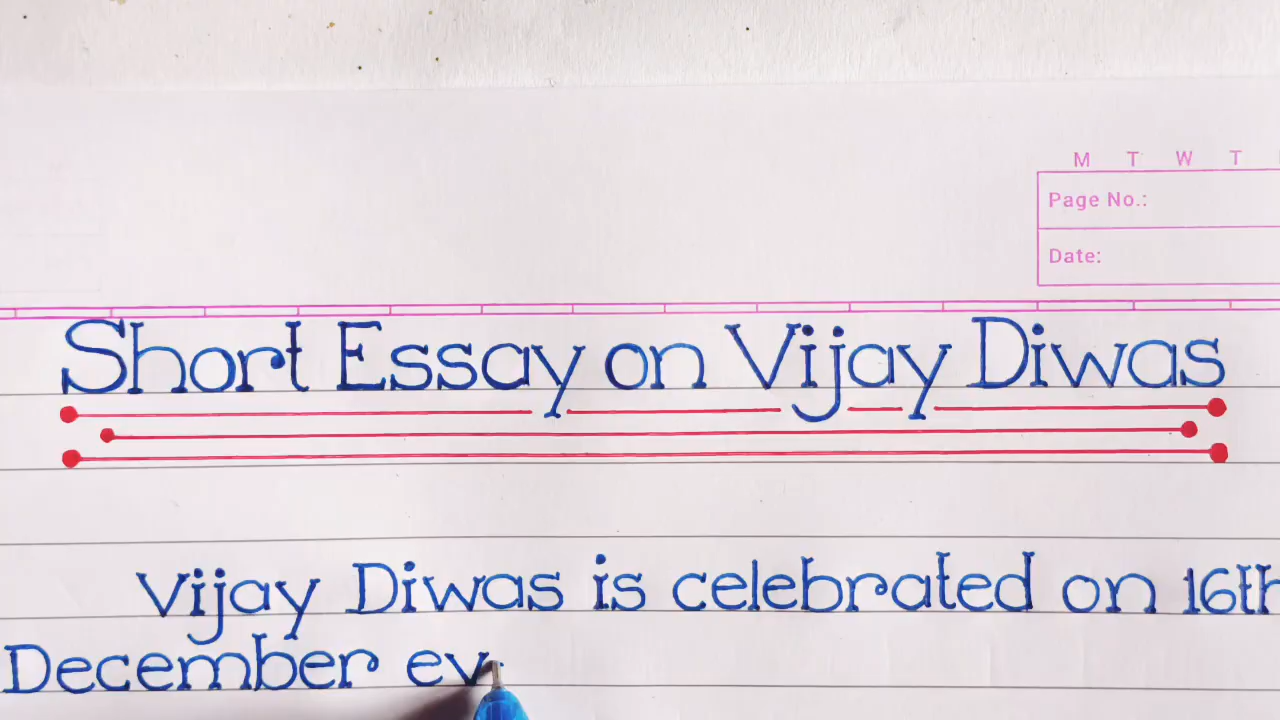 M T W T
Page No.:
Date:
Short Essay on Vijay Diwas
Vijay Diwas is celebrated on 16th
December ev